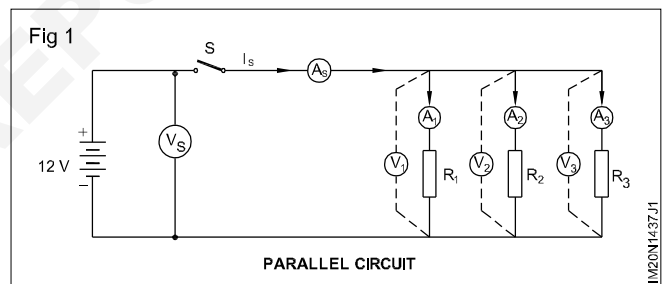 Fig 1
S
I_S
A_s
A_1
A_2
A_3
+
12 V
–
V_S
V_1
R_1
V_2
R_2
V_3
R_3
PARALLEL CIRCUIT
IM20N1437J1